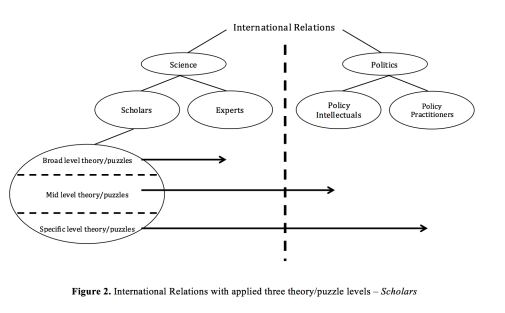 International Relations
Science
Politics
Scholars
Experts
Policy
Intellectuals
Policy
Practitioners
Broad level theory/puzzles
Mid level theory/puzzles
Specific level theory/puzzles
Figure 2. International Relations with applied three theory/puzzle levels – Scholars